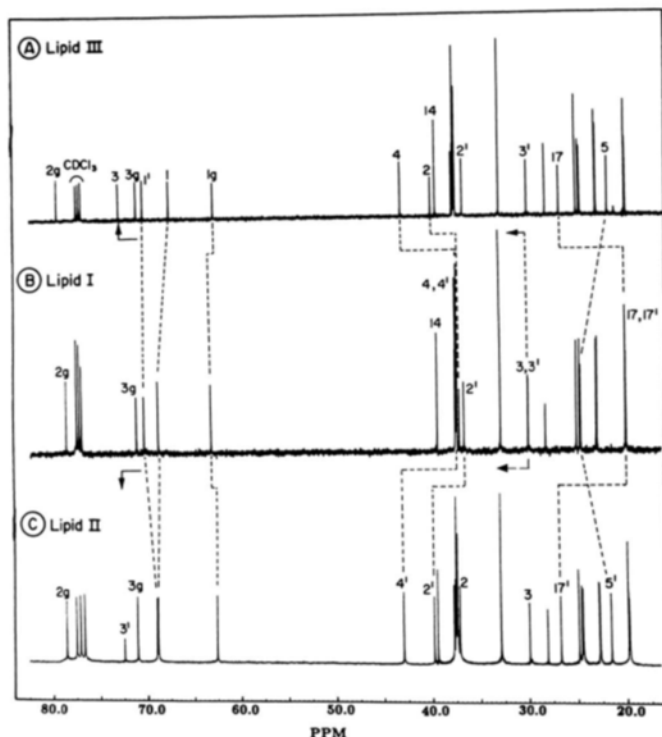 Ⓐ Lipid III
2g
CDCl₃
3
3g
1'
1
1g
4
14
2
2'
3'
17
5
Ⓑ Lipid I
2g
3g
14
4,4'
2'
3,3'
17,17'
Ⓒ Lipid II
2g
3'
3g
4'
2'
2
3
17'
5'
80.0 70.0 60.0 50.0 40.0 30.0 20.0
PPM